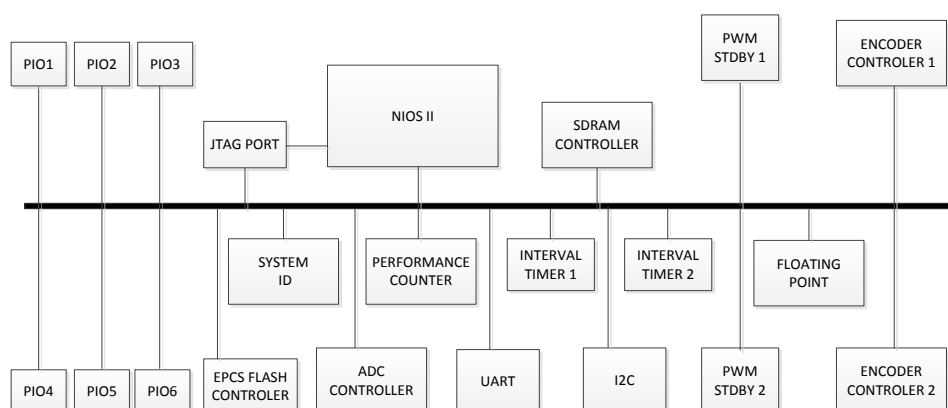 PIO1
PIO2
PIO3
NIOS II
JTAG PORT
SDRAM
CONTROLLER
PWM
STDBY 1
ENCODER
CONTROLER 1
SYSTEM
ID
PERFORMANCE
COUNTER
INTERVAL
TIMER 1
INTERVAL
TIMER 2
FLOATING
POINT
PIO4
PIO5
PIO6
EPCS FLASH
CONTROLER
ADC
CONTROLLER
UART
I2C
PWM
STDBY 2
ENCODER
CONTROLER 2